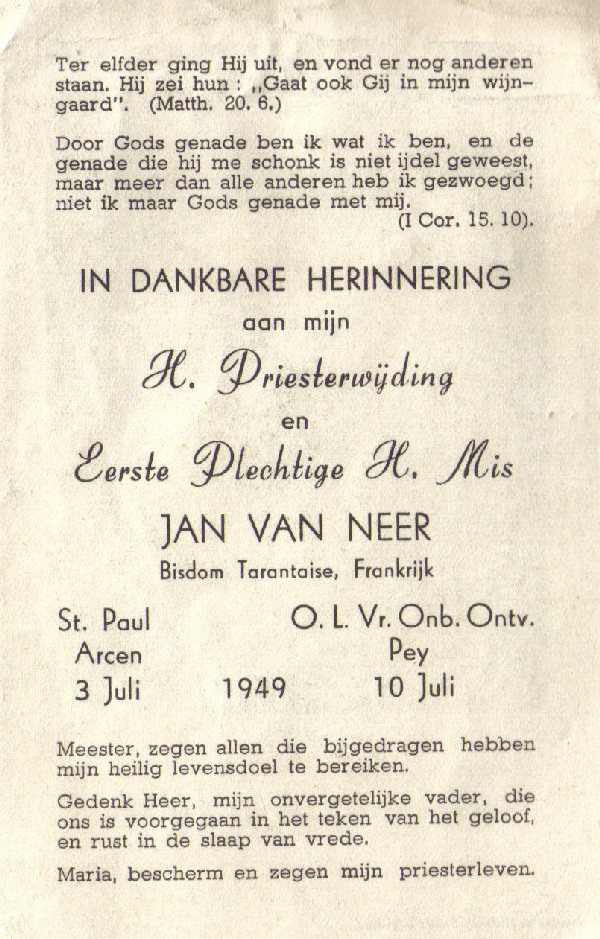 Ter elfder ging Hij uit, en vond er nog anderen
staan. Hij zei hun : „Gaat ook Gij in mijn wijn-
gaard". (Matth. 20. 6.)
Door Gods genade ben ik wat ik ben, en de
genade die hij me schonk is niet ijdel geweest,
maar meer dan alle anderen heb ik gezwoegd;
niet ik maar Gods genade met mij.
(I Cor. 15. 10).
IN DANKBARE HERINNERING
aan mijn
H. Priesterwijding
en
Eerste Plechtige H. Mis
JAN VAN NEER
Bisdom Tarantaise, Frankrijk
St. Paul O. L. Vr. Onb. Ontv.
Arcen Pey
3 Juli 1949 10 Juli
Meester, zegen allen die bijgedragen hebben
mijn heilig levensdoel te bereiken.
Gedenk Heer, mijn onvergetelijke vader, die
ons is voorgegaan in het teken van het geloof,
en rust in de slaap van vrede.
Maria, bescherm en zegen mijn priesterleven.